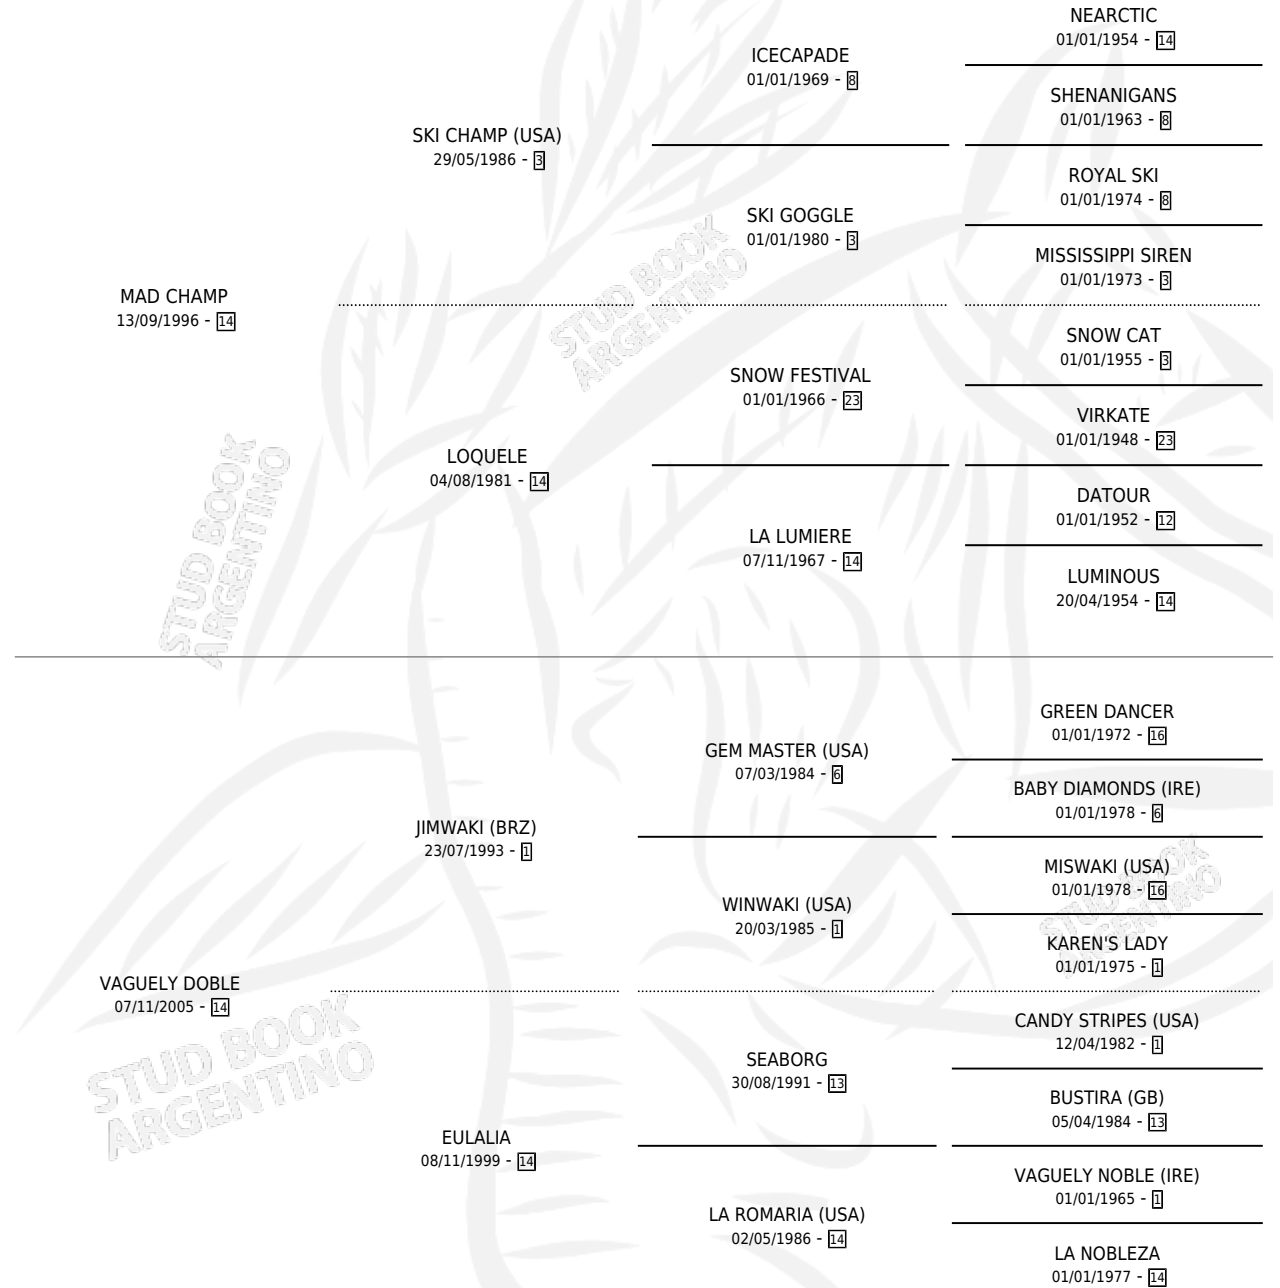 NEARCTIC
01/01/1954 - 14
ICECAPADE
01/01/1969 - 8
SHENANIGANS
01/01/1963 - 8
SKI CHAMP (USA)
29/05/1986 - 3
ROYAL SKI
01/01/1974 - 8
SKI GOGGLE
01/01/1980 - 3
MISSISSIPPI SIREN
01/01/1973 - 3
MAD CHAMP
13/09/1996 - 14
STUD BOOK
ARGENTINO
SNOW CAT
01/01/1955 - 3
SNOW FESTIVAL
01/01/1966 - 23
VIRKATE
01/01/1948 - 23
LOQUELE
04/08/1981 - 14
DATOUR
01/01/1952 - 12
LA LUMIERE
07/11/1967 - 14
LUMINOUS
20/04/1954 - 14
STUD BOOK
ARGENTINO
GREEN DANCER
01/01/1972 - 16
GEM MASTER (USA)
07/03/1984 - 6
BABY DIAMONDS (IRE)
01/01/1978 - 6
JIMWAKI (BRZ)
23/07/1993 - 1
MISWAKI (USA)
01/01/1978 - 16
WINWAKI (USA)
20/03/1985 - 1
STUD BOOK
ARGENTINO
KAREN'S LADY
01/01/1975 - 1
VAGUELY DOBLE
07/11/2005 - 14
CANDY STRIPES (USA)
12/04/1982 - 1
SEABORG
30/08/1991 - 13
STUD BOOK
ARGENTINO
BUSTIRA (GB)
05/04/1984 - 13
EULALIA
08/11/1999 - 14
VAGUELY NOBLE (IRE)
01/01/1965 - 1
LA ROMARIA (USA)
02/05/1986 - 14
LA NOBLEZA
01/01/1977 - 14